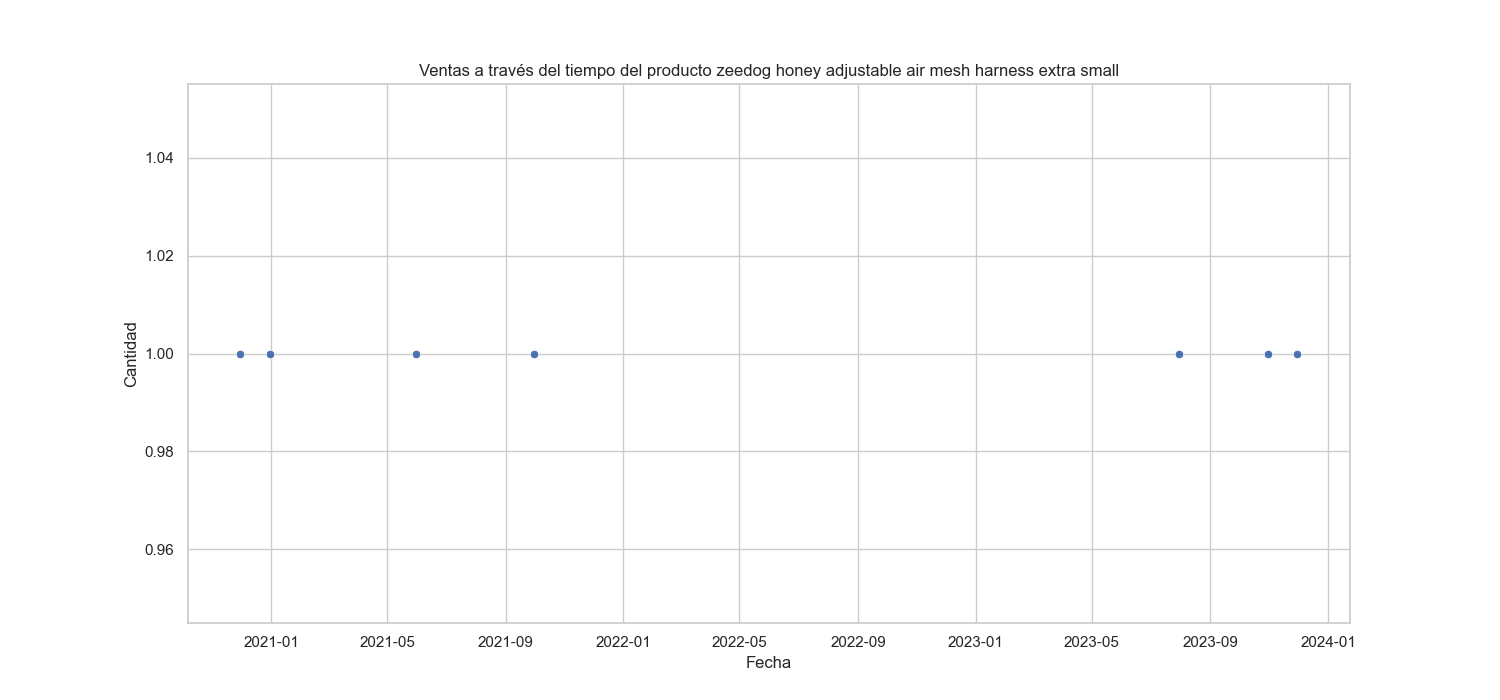 Ventas a través del tiempo del producto zeedog honey adjustable air mesh harness extra small
1.04
1.02
1.00
0.98
0.96
Cantidad
2021-01 2021-05 2021-09 2022-01 2022-05 2022-09 2023-01 2023-05 2023-09 2024-01
Fecha